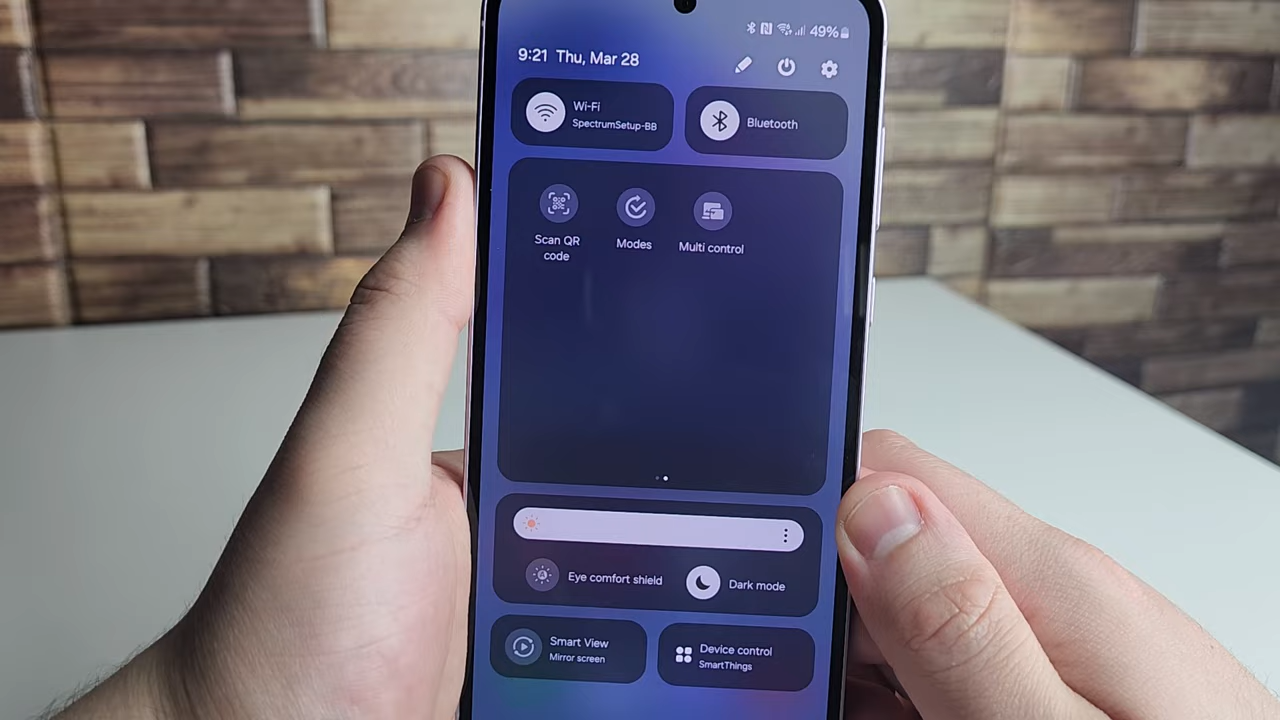 49%
9:21 Thu, Mar 28
Wi-Fi
SpectrumSetup-BB
Bluetooth
Scan QR
code
Modes
Multi control
Eye comfort shield
Dark mode
Smart View
Mirror screen
Device control
SmartThings